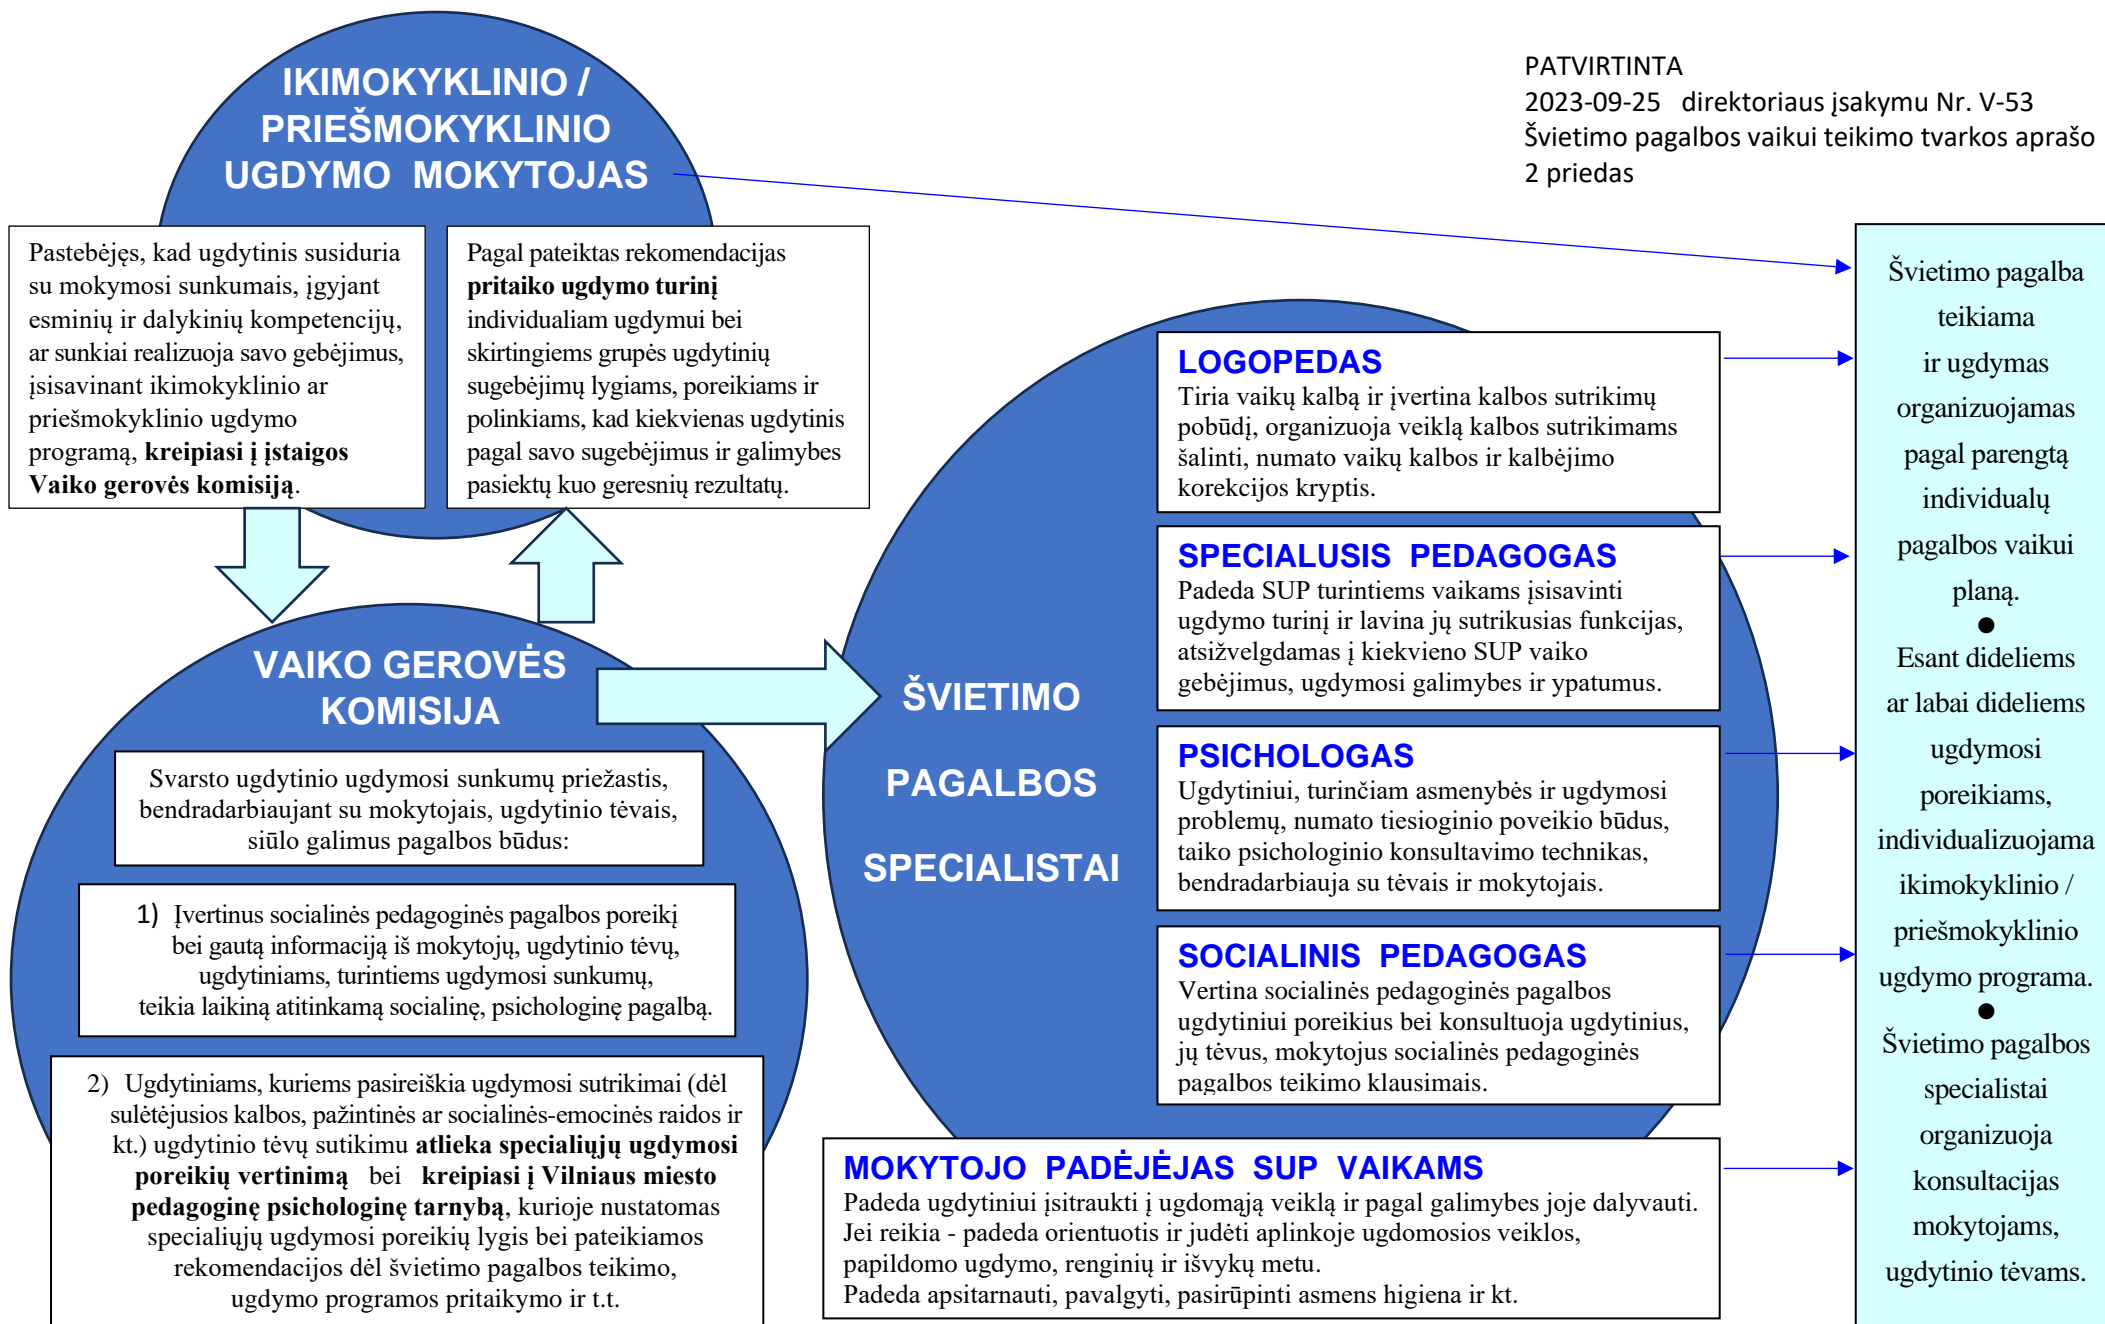 PATVIRTINTA
2023-09-25 direktoriaus įsakymu Nr. V-53
Švietimo pagalbos vaikui teikimo tvarkos aprašo
2 priedas
IKIMOKYKLINIO /
PRIEŠMOKYKLINIO
UGDYMO MOKYTOJAS
Pastebėjęs, kad ugdytinis susiduria
su mokymosi sunkumais, įgyjant
esminių ir dalykinių kompetencijų,
ar sunkiai realizuoja savo gebėjimus,
įsisavinant ikimokyklinio ar
priešmokyklinio ugdymo
programą, kreipiasi į įstaigos
Vaiko gerovės komisiją.
Pagal pateiktas rekomendacijas
pritaiko ugdymo turinį
individualiam ugdymui bei
skirtingiems grupės ugdytinių
sugebėjimų lygiams, poreikiams ir
polinkiams, kad kiekvienas ugdytinis
pagal savo sugebėjimus ir galimybes
pasiektų kuo geresnių rezultatų.
VAIKO GEROVĖS
KOMISIJA
Svarsto ugdytinio ugdymosi sunkumų priežastis,
bendradarbiaujant su mokytojais, ugdytinio tėvais,
siūlo galimus pagalbos būdus:
1) Įvertinus socialinės pedagoginės pagalbos poreikį
bei gautą informaciją iš mokytojų, ugdytinio tėvų,
ugdytiniams, turintiems ugdymosi sunkumų,
teikia laikiną atitinkamą socialinę, psichologinę pagalbą.
2) Ugdytiniams, kuriems pasireiškia ugdymosi sutrikimai (dėl
sulėtėjusios kalbos, pažintinės ar socialinės-emocinės raidos ir
kt.) ugdytinio tėvų sutikimu atlieka specialiųjų ugdymosi
poreikių vertinimą bei kreipiasi į Vilniaus miesto
pedagoginę psichologinę tarnybą, kurioje nustatomas
specialiųjų ugdymosi poreikių lygis bei pateikiamos
rekomendacijos dėl švietimo pagalbos teikimo,
ugdymo programos pritaikymo ir t.t.
ŠVIETIMO
PAGALBOS
SPECIALISTAI
LOGOPEDAS
Tiria vaikų kalbą ir įvertina kalbos sutrikimų
pobūdį, organizuoja veiklą kalbos sutrikimams
šalinti, numato vaikų kalbos ir kalbėjimo
korekcijos kryptis.
SPECIALUSIS PEDAGOGAS
Padeda SUP turintiems vaikams įsisavinti
ugdymo turinį ir lavina jų sutrikusias funkcijas,
atsižvelgdamas į kiekvieno SUP vaiko
gebėjimus, ugdymosi galimybes ir ypatumus.
PSICHOLOGAS
Ugdytiniui, turinčiam asmenybės ir ugdymosi
problemų, numato tiesioginio poveikio būdus,
taiko psichologinio konsultavimo technikas,
bendradarbiauja su tėvais ir mokytojais.
SOCIALINIS PEDAGOGAS
Vertina socialinės pedagoginės pagalbos
ugdytiniui poreikius bei konsultuoja ugdytinius,
jų tėvus, mokytojus socialinės pedagoginės
pagalbos teikimo klausimais.
MOKYTOJO PADĖJĖJAS SUP VAIKAMS
Padeda ugdytiniui įsitraukti į ugdomąją veiklą ir pagal galimybes joje dalyvauti.
Jei reikia - padeda orientuotis ir judėti aplinkoje ugdomosios veiklos,
papildomo ugdymo, renginių ir išvykų metu.
Padeda apsitarnauti, pavalgyti, pasirūpinti asmens higiena ir kt.
Švietimo pagalba
teikiama
ir ugdymas
organizuojamas
pagal parengtą
individualų
pagalbos vaikui
planą.
●
Esant dideliems
ar labai dideliems
ugdymosi
poreikiams,
individualizuojama
ikimokyklinio /
priešmokyklinio
ugdymo programa.
●
Švietimo pagalbos
specialistai
organizuoja
konsultacijas
mokytojams,
ugdytinio tėvams.